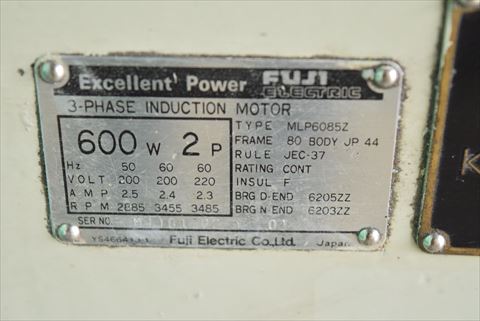 Excellent Power FUJI ELECTRIC
3-PHASE INDUCTION MOTOR
600 W 2 P
Hz 50 60 60
VOLT 200 200 220
AMP 2.5 2.4 2.3
RPM 2885 3455 3485
TYPE MLP6085Z
FRAME 80 BODY JP 44
RULE JEC-37
RATING CONT
INSUL F
BRG D-END 6205ZZ
BRG N-END 6203ZZ
SER NO
Fuji Electric Co., Ltd. Japan
K